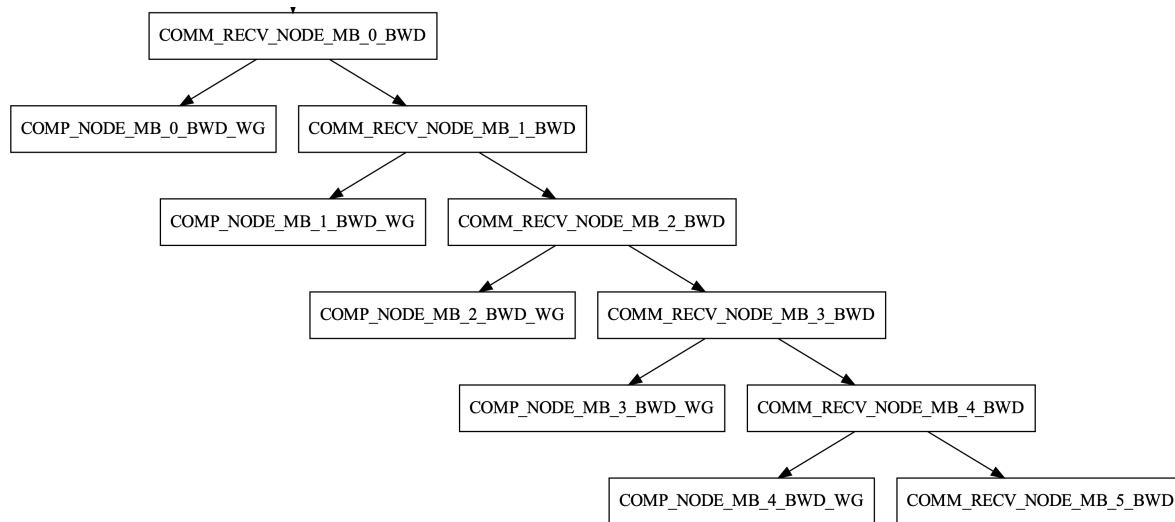 COMM_RECV_NODE_MB_0_BWD
COMP_NODE_MB_0_BWD_WG
COMM_RECV_NODE_MB_1_BWD
COMP_NODE_MB_1_BWD_WG
COMM_RECV_NODE_MB_2_BWD
COMP_NODE_MB_2_BWD_WG
COMM_RECV_NODE_MB_3_BWD
COMP_NODE_MB_3_BWD_WG
COMM_RECV_NODE_MB_4_BWD
COMP_NODE_MB_4_BWD_WG
COMM_RECV_NODE_MB_5_BWD